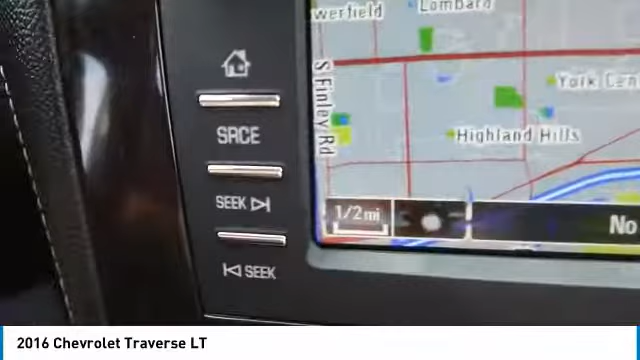 werfield
Lombard
S Finley Rd
York Cen
Highland Hills
SRCE
SEEK
SEEK
1/2 mi
No
2016 Chevrolet Traverse LT